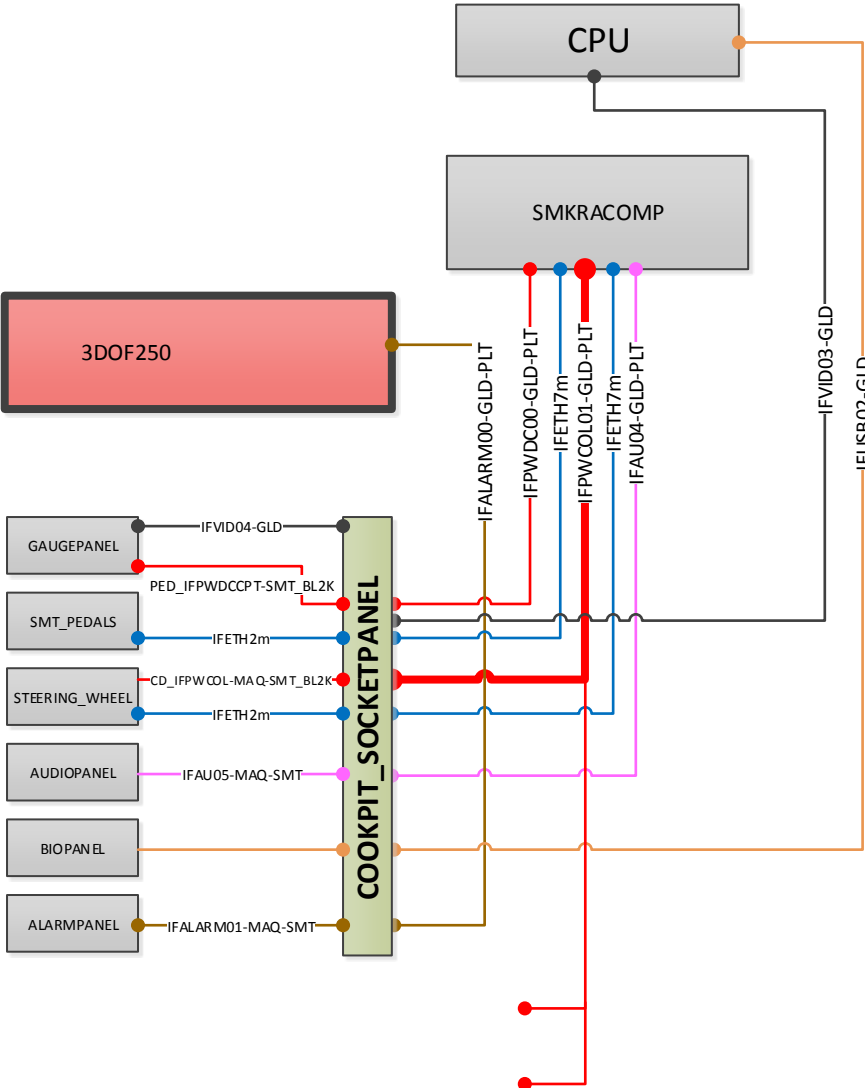 CPU
SMKRACOMP
3DOF250
IFALARM00-GLD-PLT
IFPWDC00-GLD-PLT
IFETH7m
IFPWCOL01-GLD-PLT
IFETH7m
IFAU04-GLD-PLT
IFVID03-GLD
IFUSB02-GLD
GAUGEPANEL
IFVID04-GLD
PED_IFPWDCCPT-SMT_BL2K
SMT_PEDALS
IFETH2m
STEERING_WHEEL
CD_IFPWCOL-MAQ-SMT_BL2K
IFETH2m
AUDIOPANEL
IFAU05-MAQ-SMT
BIOPANEL
ALARMPANEL
IFALARM01-MAQ-SMT
COOKPIT_SOCKETPANEL